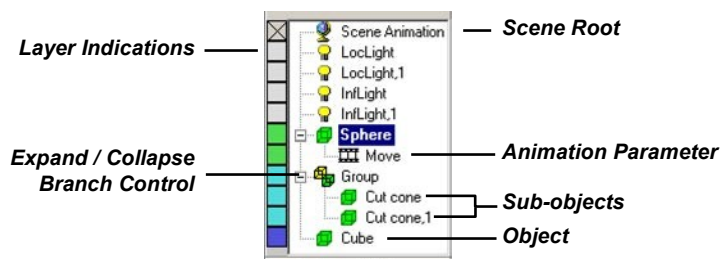 Scene Animation
Scene Root
Layer Indications
LocLight
LocLight,1
InfLight
InfLight,1
Sphere
Move
Animation Parameter
Expand / Collapse
Branch Control
Group
Cut cone
Sub-objects
Cut cone,1
Cube
Object